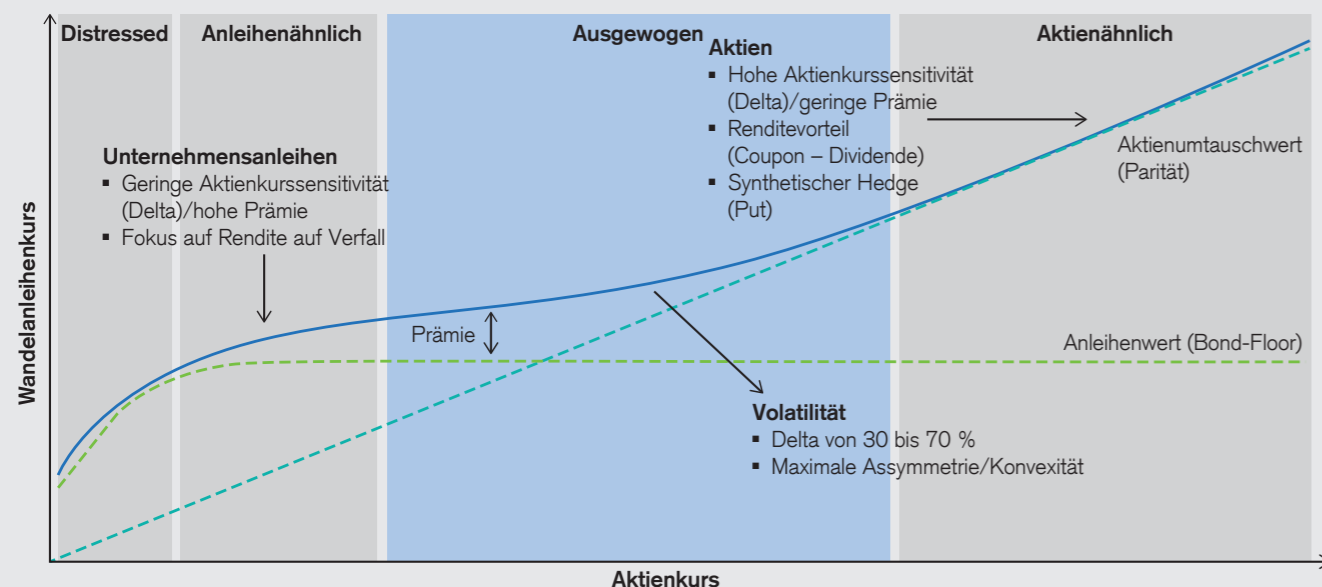 Distressed
Anleihenähnlich
Ausgewogen
Aktienähnlich
Aktien
▪ Hohe Aktienkurssensitivität
(Delta)/geringe Prämie
▪ Renditevorteil
(Coupon – Dividende)
▪ Synthetischer Hedge
(Put)
Unternehmensanleihen
▪ Geringe Aktienkurssensitivität
(Delta)/hohe Prämie
▪ Fokus auf Rendite auf Verfall
Aktienumtauschwert
(Parität)
Prämie
Anleihenwert (Bond-Floor)
Volatilität
▪ Delta von 30 bis 70 %
▪ Maximale Assymmetrie/Konvexität
Wandelanleihenkurs
Aktienkurs